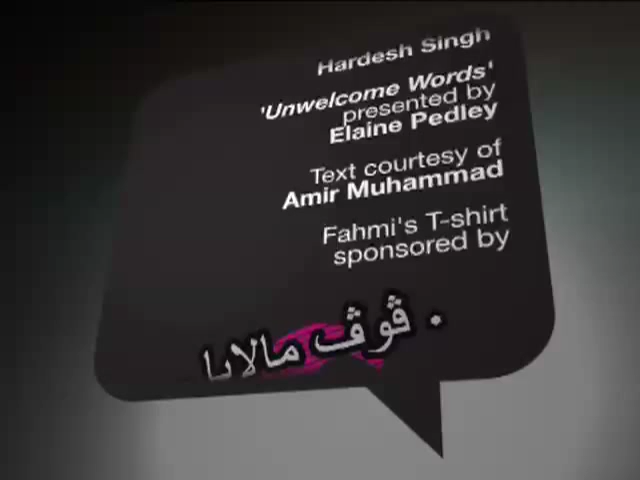 Hardesh Singh
'Unwelcome Words'
presented by
Elaine Pedley
Text courtesy of
Amir Muhammad
Fahmi's T-shirt
sponsored by
. ڤوڤ مالايا